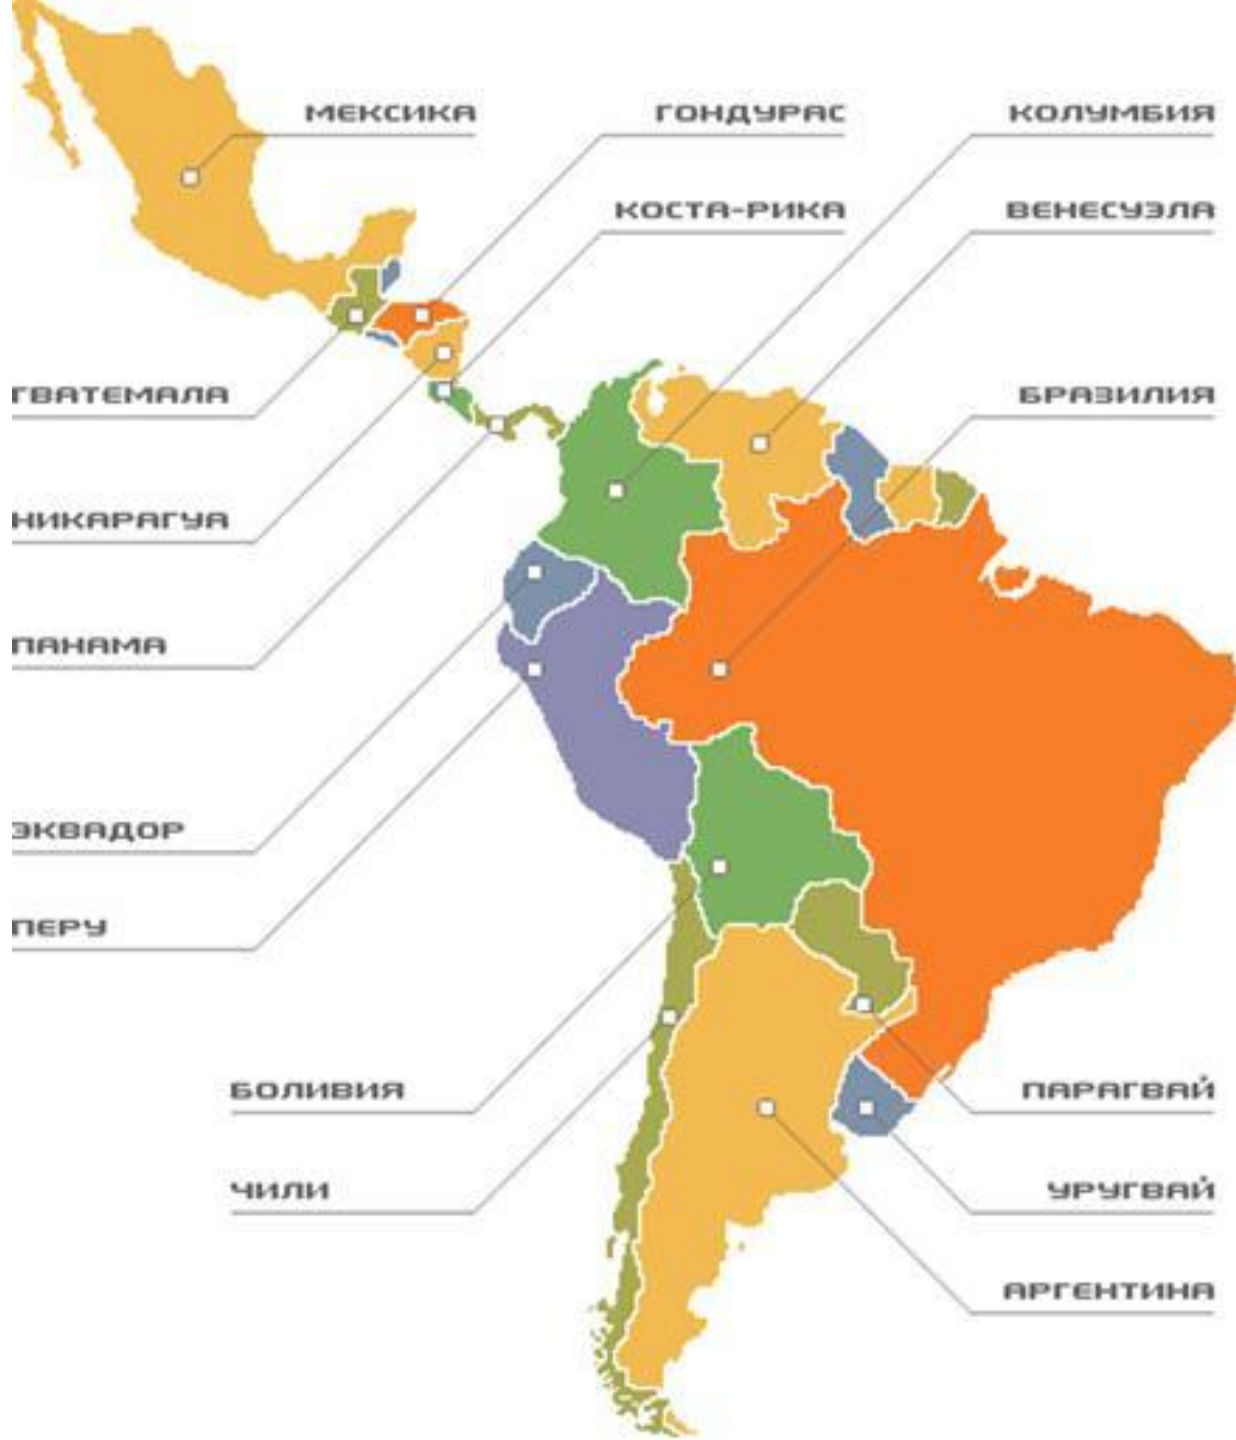 МЕКСИКА
ГОНДУРАС
КОЛУМБИЯ
КОСТА-РИКА
ВЕНЕСУЭЛА
ГВАТЕМАЛА
БРАЗИЛИЯ
НИКАРАГУА
ПАНАМА
ЭКВАДОР
ПЕРУ
БОЛИВИЯ
ПАРАГВАЙ
ЧИЛИ
УРУГВАЙ
АРГЕНТИНА